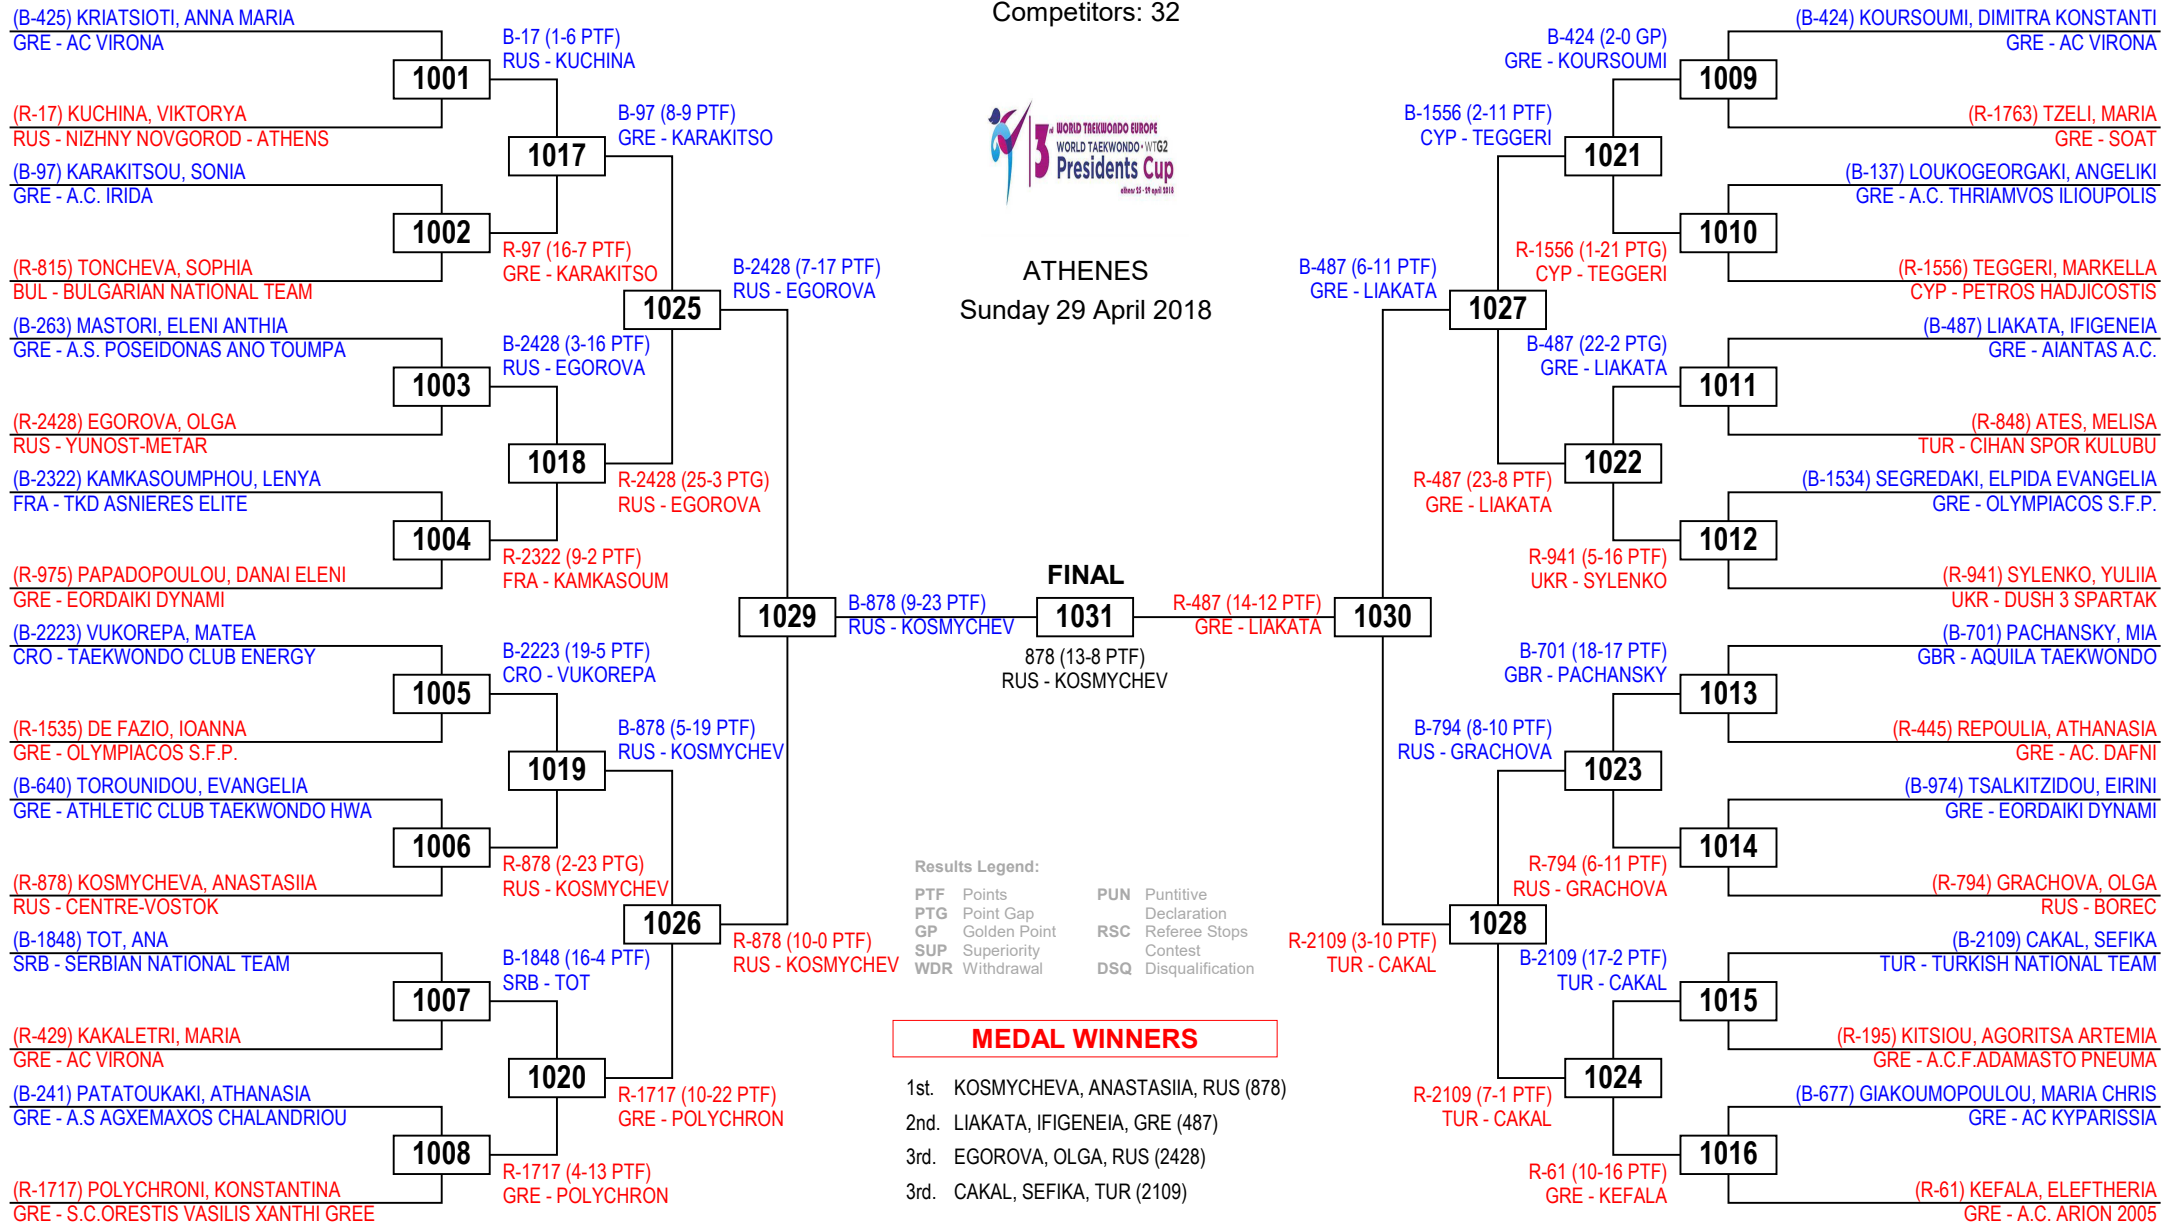 Competitors: 32
(B-425) KRIATSIOTI, ANNA MARIA
GRE - AC VIRONA
1001
(R-17) KUCHINA, VIKTORYA
RUS - NIZHNY NOVGOROD - ATHENS
(B-97) KARAKITSOU, SONIA
GRE - A.C. IRIDA
1002
(R-815) TONCHEVA, SOPHIA
BUL - BULGARIAN NATIONAL TEAM
(B-263) MASTORI, ELENI ANTHIA
GRE - A.S. POSEIDONAS ANO TOUMPA
1003
(R-2428) EGOROVA, OLGA
RUS - YUNOST-METAR
(B-2322) KAMKASOUMPHOU, LENYA
FRA - TKD ASNIERES ELITE
1004
(R-975) PAPADOPOULOU, DANAI ELENI
GRE - EORDAIKI DYNAMI
(B-2223) VUKOREPA, MATEA
CRO - TAEKWONDO CLUB ENERGY
1005
(R-1535) DE FAZIO, IOANNA
GRE - OLYMPIACOS S.F.P.
(B-640) TOROUNIDOU, EVANGELIA
GRE - ATHLETIC CLUB TAEKWONDO HWA
1006
(R-878) KOSMYCHEVA, ANASTASIIA
RUS - CENTRE-VOSTOK
(B-1848) TOT, ANA
SRB - SERBIAN NATIONAL TEAM
1007
(R-429) KAKALETRI, MARIA
GRE - AC VIRONA
(B-241) PATATOUKAKI, ATHANASIA
GRE - A.S AGXEMAXOS CHALANDRIOU
1008
(R-1717) POLYCHRONI, KONSTANTINA
GRE - S.C.ORESTIS VASILIS XANTHI GREE
B-17 (1-6 PTF)
RUS - KUCHINA
1017
R-97 (16-7 PTF)
GRE - KARAKITSO
B-2428 (3-16 PTF)
RUS - EGOROVA
1018
R-2322 (9-2 PTF)
FRA - KAMKASOUM
B-2223 (19-5 PTF)
CRO - VUKOREPA
1019
R-878 (2-23 PTG)
RUS - KOSMYCHEV
B-1848 (16-4 PTF)
SRB - TOT
1020
R-1717 (4-13 PTF)
GRE - POLYCHRON
B-97 (8-9 PTF)
GRE - KARAKITSO
1025
R-2428 (25-3 PTG)
RUS - EGOROVA
B-878 (5-19 PTF)
RUS - KOSMYCHEV
1026
R-1717 (10-22 PTF)
GRE - POLYCHRON
B-2428 (7-17 PTF)
RUS - EGOROVA
1029
R-878 (10-0 PTF)
RUS - KOSMYCHEV
3rd WORLD TAEKWONDO EUROPE
WORLD TAEKWONDO · WTG2
Presidents Cup
athens 25 - 29 april 2018
ATHENES
Sunday 29 April 2018
FINAL
B-878 (9-23 PTF)
RUS - KOSMYCHEV
1031
R-487 (14-12 PTF)
GRE - LIAKATA
878 (13-8 PTF)
RUS - KOSMYCHEV
Results Legend:
PTF Points
PTG Point Gap
GP Golden Point
SUP Superiority
WDR Withdrawal
PUN Puntitive
Declaration
RSC Referee Stops
Contest
DSQ Disqualification
MEDAL WINNERS
1st. KOSMYCHEVA, ANASTASIIA, RUS (878)
2nd. LIAKATA, IFIGENEIA, GRE (487)
3rd. EGOROVA, OLGA, RUS (2428)
3rd. CAKAL, SEFIKA, TUR (2109)
B-487 (6-11 PTF)
GRE - LIAKATA
1030
R-2109 (3-10 PTF)
TUR - CAKAL
B-1556 (2-11 PTF)
CYP - TEGGERI
1027
R-487 (23-8 PTF)
GRE - LIAKATA
B-794 (8-10 PTF)
RUS - GRACHOVA
1028
R-2109 (7-1 PTF)
TUR - CAKAL
B-424 (2-0 GP)
GRE - KOURSOUMI
1021
R-1556 (1-21 PTG)
CYP - TEGGERI
B-487 (22-2 PTG)
GRE - LIAKATA
1022
R-941 (5-16 PTF)
UKR - SYLENKO
B-701 (18-17 PTF)
GBR - PACHANSKY
1023
R-794 (6-11 PTF)
RUS - GRACHOVA
B-2109 (17-2 PTF)
TUR - CAKAL
1024
R-61 (10-16 PTF)
GRE - KEFALA
(B-424) KOURSOUMI, DIMITRA KONSTANTI
GRE - AC VIRONA
1009
(R-1763) TZELI, MARIA
GRE - SOAT
(B-137) LOUKOGEORGAKI, ANGELIKI
GRE - A.C. THRIAMVOS ILIOUPOLIS
1010
(R-1556) TEGGERI, MARKELLA
CYP - PETROS HADJICOSTIS
(B-487) LIAKATA, IFIGENEIA
GRE - AIANTAS A.C.
1011
(R-848) ATES, MELISA
TUR - CIHAN SPOR KULUBU
(B-1534) SEGREDAKI, ELPIDA EVANGELIA
GRE - OLYMPIACOS S.F.P.
1012
(R-941) SYLENKO, YULIIA
UKR - DUSH 3 SPARTAK
(B-701) PACHANSKY, MIA
GBR - AQUILA TAEKWONDO
1013
(R-445) REPOULIA, ATHANASIA
GRE - AC. DAFNI
(B-974) TSALKITZIDOU, EIRINI
GRE - EORDAIKI DYNAMI
1014
(R-794) GRACHOVA, OLGA
RUS - BOREC
(B-2109) CAKAL, SEFIKA
TUR - TURKISH NATIONAL TEAM
1015
(R-195) KITSIOU, AGORITSA ARTEMIA
GRE - A.C.F.ADAMASTO PNEUMA
(B-677) GIAKOUMOPOULOU, MARIA CHRIS
GRE - AC KYPARISSIA
1016
(R-61) KEFALA, ELEFTHERIA
GRE - A.C. ARION 2005